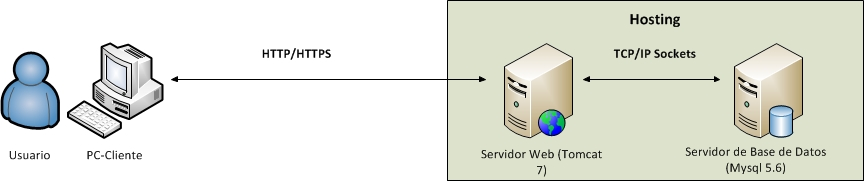 Hosting
HTTP/HTTPS
TCP/IP Sockets
Usuario
PC-Cliente
Servidor Web (Tomcat
7)
Servidor de Base de Datos
(Mysql 5.6)